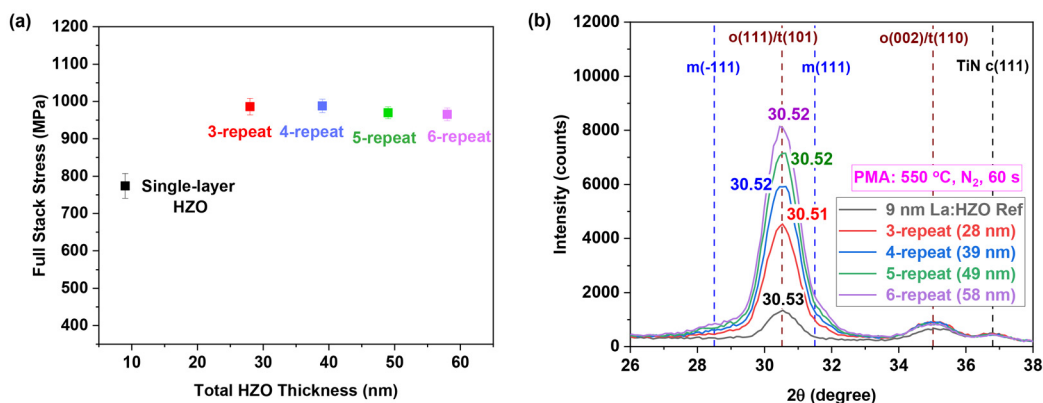 (a)
1200
1100
1000
900
800
700
600
500
400
Full Stack Stress (MPa)
3-repeat
4-repeat
5-repeat
6-repeat
Single-layer
HZO
10
20
30
40
50
60
Total HZO Thickness (nm)
(b)
12000
10000
8000
6000
4000
2000
0
Intensity (counts)
o(111)/t(101)
o(002)/t(110)
m(-111)
m(111)
TiN c(111)
30.52
30.52
30.52
30.51
30.53
PMA: 550 ºC, N₂, 60 s
9 nm La:HZO Ref
3-repeat (28 nm)
4-repeat (39 nm)
5-repeat (49 nm)
6-repeat (58 nm)
26
28
30
32
34
36
38
2θ (degree)